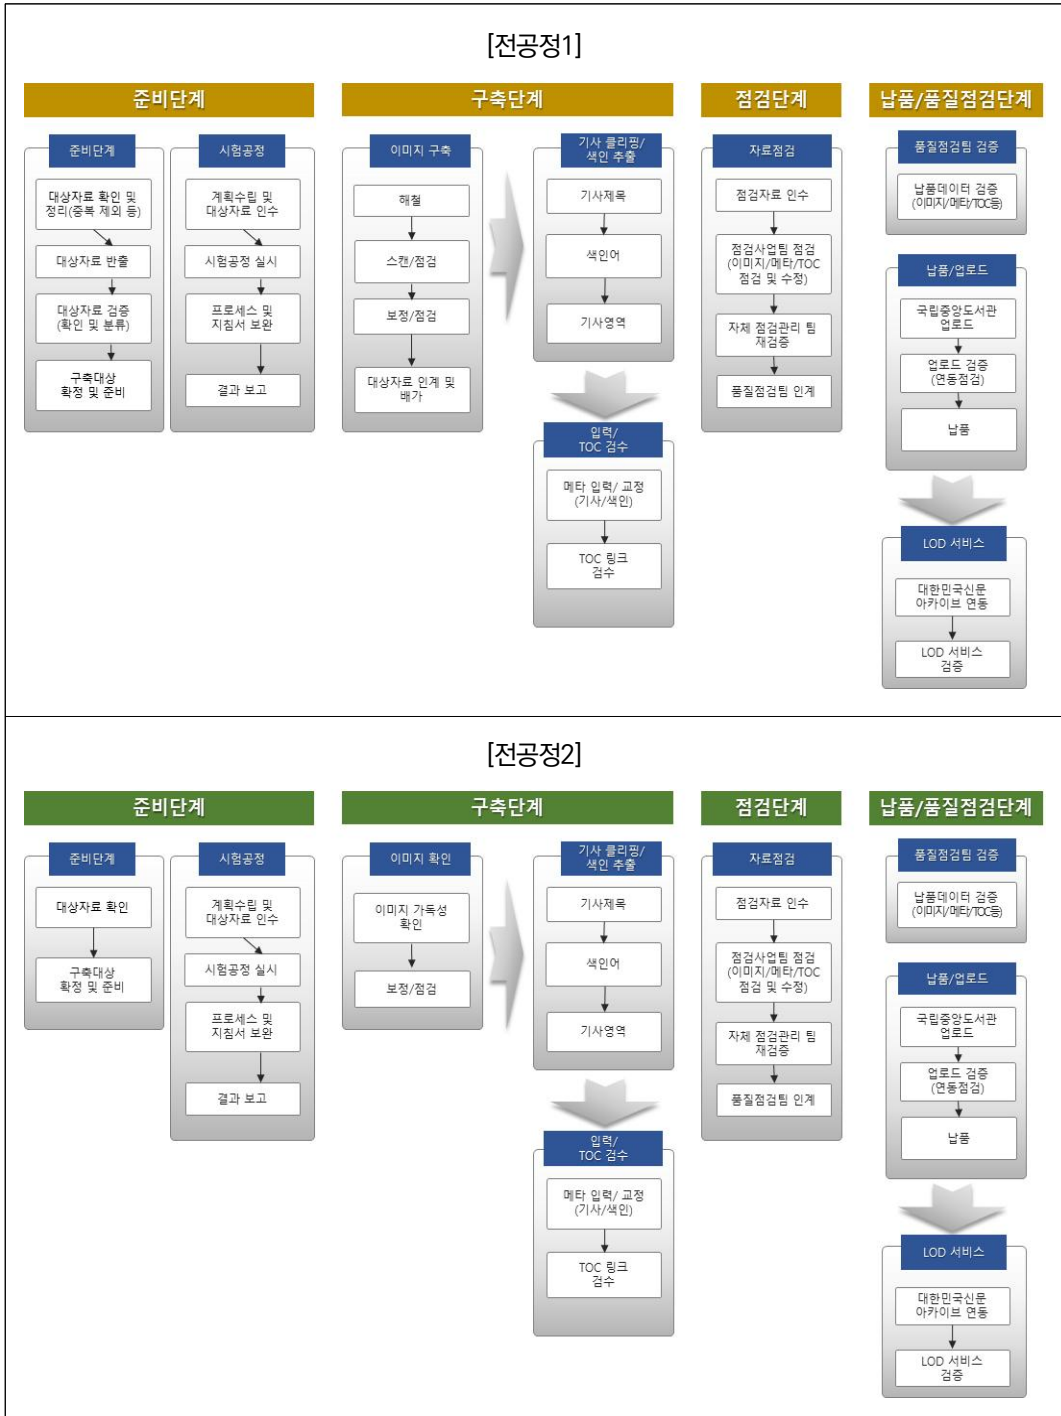 [전공정1]
준비단계
구축단계
점검단계
납품/품질점검단계
준비단계
대상자료 확인 및
정리(중복 제외 등)
대상자료 반출
대상자료 검증
(확인 및 분류)
구축대상
확정 및 준비
시험공정
계획수립 및
대상자료 인수
시험공정 실시
프로세스 및
지침서 보완
결과 보고
이미지 구축
해철
스캔/점검
보정/점검
대상자료 인계 및
배가
기사 클리핑/
색인 추출
기사제목
색인어
기사영역
입력/
TOC 검수
메타 입력/ 교정
(기사/색인)
TOC 링크
검수
자료점검
점검자료 인수
점검사업팀 점검
(이미지/메타/TOC
점검 및 수정)
자체 점검관리 팀
재검증
품질점검팀 인계
품질점검팀 검증
납품데이터 검증
(이미지/메타/TOC등)
납품/업로드
국립중앙도서관
업로드
업로드 검증
(연동점검)
납품
LOD 서비스
대한민국신문
아카이브 연동
LOD 서비스
검증
[전공정2]
준비단계
구축단계
점검단계
납품/품질점검단계
준비단계
대상자료 확인
구축대상
확정 및 준비
시험공정
계획수립 및
대상자료 인수
시험공정 실시
프로세스 및
지침서 보완
결과 보고
이미지 확인
이미지 가독성
확인
보정/점검
기사 클리핑/
색인 추출
기사제목
색인어
기사영역
입력/
TOC 검수
메타 입력/ 교정
(기사/색인)
TOC 링크
검수
자료점검
점검자료 인수
점검사업팀 점검
(이미지/메타/TOC
점검 및 수정)
자체 점검관리 팀
재검증
품질점검팀 인계
품질점검팀 검증
납품데이터 검증
(이미지/메타/TOC등)
납품/업로드
국립중앙도서관
업로드
업로드 검증
(연동점검)
납품
LOD 서비스
대한민국신문
아카이브 연동
LOD 서비스
검증